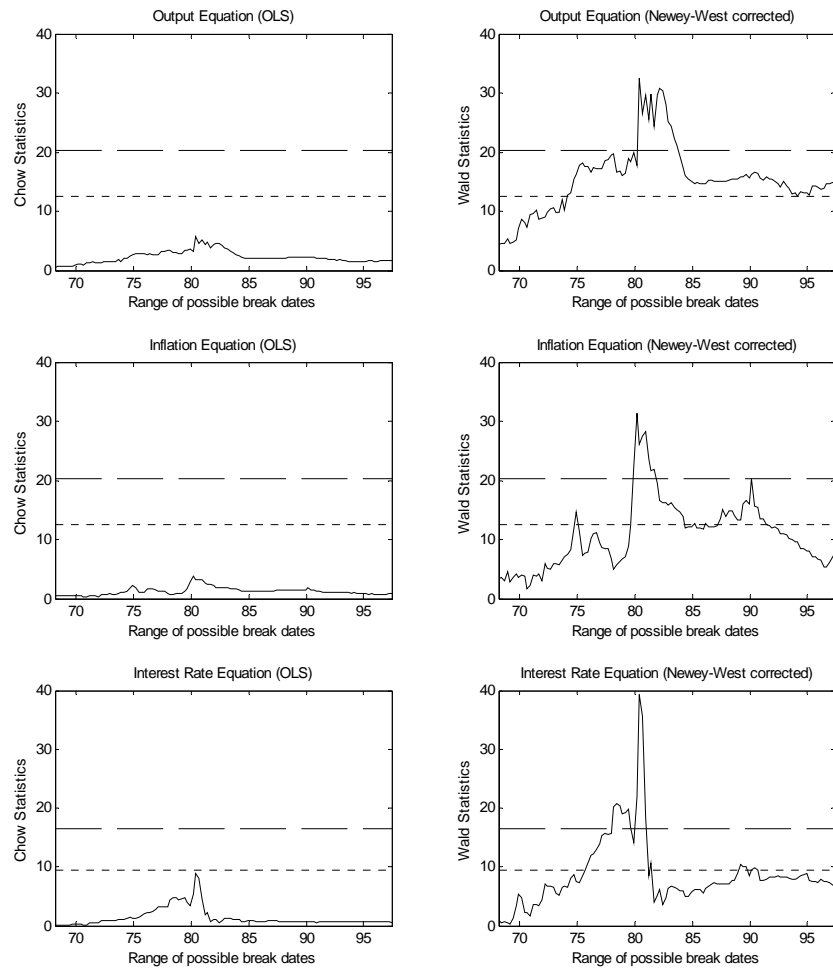 Output Equation (OLS)
40
30
20
10
0
Chow Statistics
70 75 80 85 90 95
Range of possible break dates
Output Equation (Newey-West corrected)
40
30
20
10
0
Wald Statistics
70 75 80 85 90 95
Range of possible break dates
Inflation Equation (OLS)
40
30
20
10
0
Chow Statistics
70 75 80 85 90 95
Range of possible break dates
Inflation Equation (Newey-West corrected)
40
30
20
10
0
Wald Statistics
70 75 80 85 90 95
Range of possible break dates
Interest Rate Equation (OLS)
40
30
20
10
0
Chow Statistics
70 75 80 85 90 95
Range of possible break dates
Interest Rate Equation (Newey-West corrected)
40
30
20
10
0
Wald Statistics
70 75 80 85 90 95
Range of possible break dates